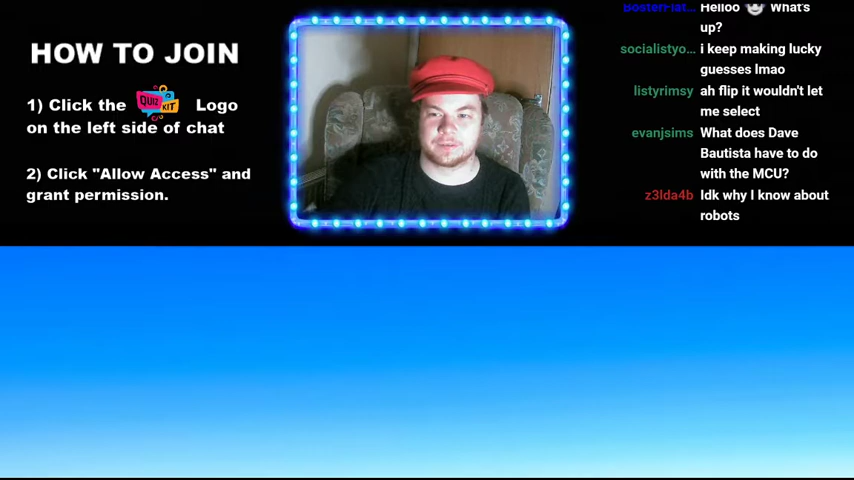 HOW TO JOIN
1) Click the QUIZ KIT Logo
on the left side of chat
2) Click "Allow Access" and
grant permission.
BosterFlat… Helloo What's
up?
socialistyo… i keep making lucky
guesses lmao
listyrimsy ah flip it wouldn't let
me select
evanjsims What does Dave
Bautista have to do
with the MCU?
z3lda4b Idk why I know about
robots